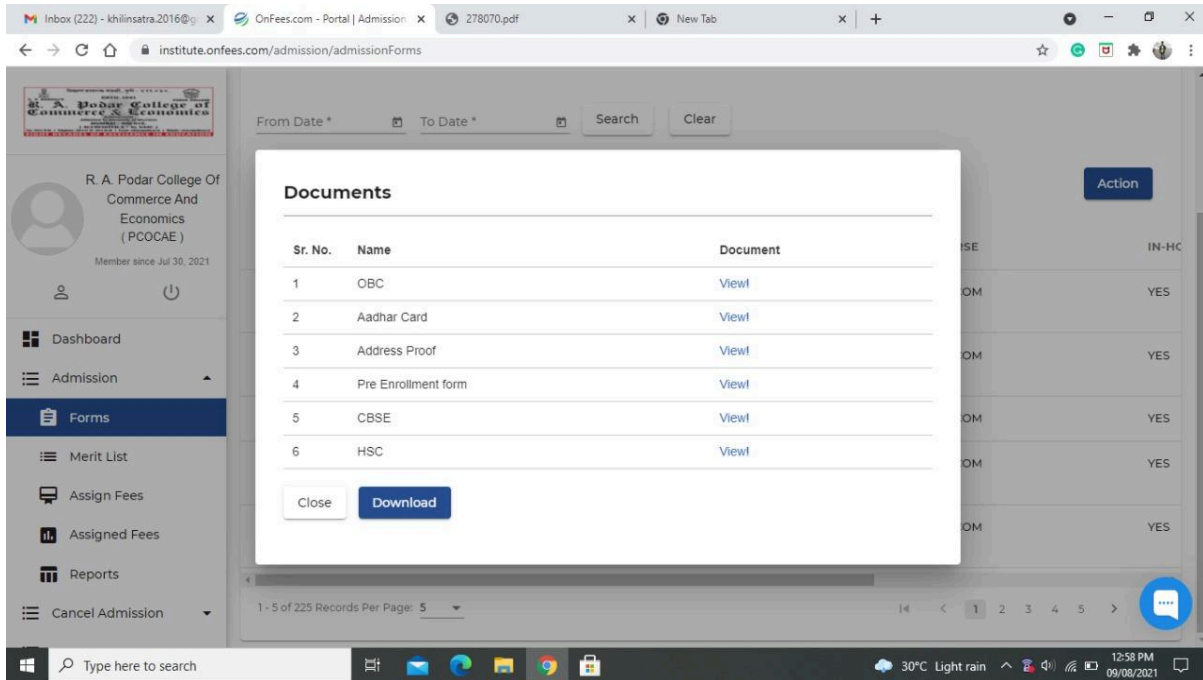 Inbox (222) - khilinsatra.2016@g
OnFees.com - Portal | Admission
278070.pdf
New Tab
institute.onfees.com/admission/admissionForms
R. A. Podar College of
Commerce & Economics
R. A. Podar College Of
Commerce And
Economics
( PCOCAE )
Member since Jul 30, 2021
Dashboard
Admission
Forms
Merit List
Assign Fees
Assigned Fees
Reports
Cancel Admission
From Date *
To Date *
Search
Clear
Action
IN-HO
Documents
Sr. No. Name Document
1 OBC View!
2 Aadhar Card View!
3 Address Proof View!
4 Pre Enrollment form View!
5 CBSE View!
6 HSC View!
Close
Download
OM YES
OM YES
OM YES
OM YES
OM YES
1 - 5 of 225 Records Per Page: 5
1 2 3 4 5
Type here to search
30°C Light rain
12:58 PM
09/08/2021